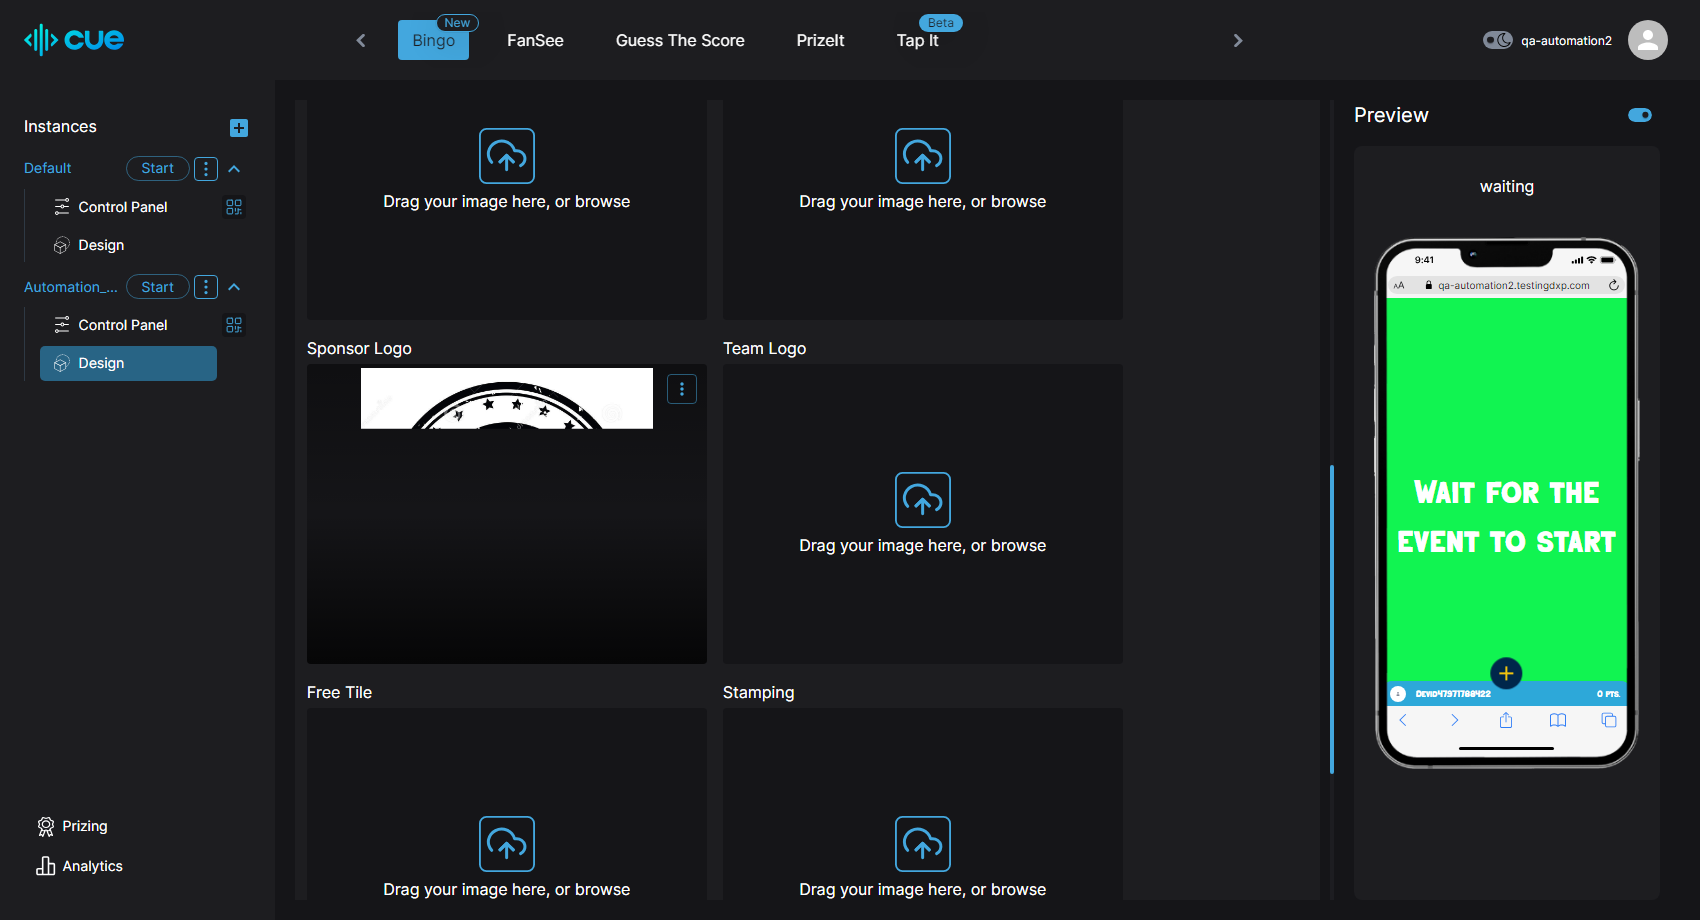 cue
New
Bingo
FanSee
Guess The Score
PrizeIt
Beta
Tap It
qa-automation2
Instances
Default
Start
Control Panel
Design
Automation_...
Start
Control Panel
Design
Prizing
Analytics
Drag your image here, or browse
Drag your image here, or browse
Sponsor Logo
Team Logo
Drag your image here, or browse
Free Tile
Stamping
Drag your image here, or browse
Drag your image here, or browse
Preview
waiting
9:41
AA
qa-automation2.testingdxp.com
Wait for the
event to start
Devid47971788422
0 pts.